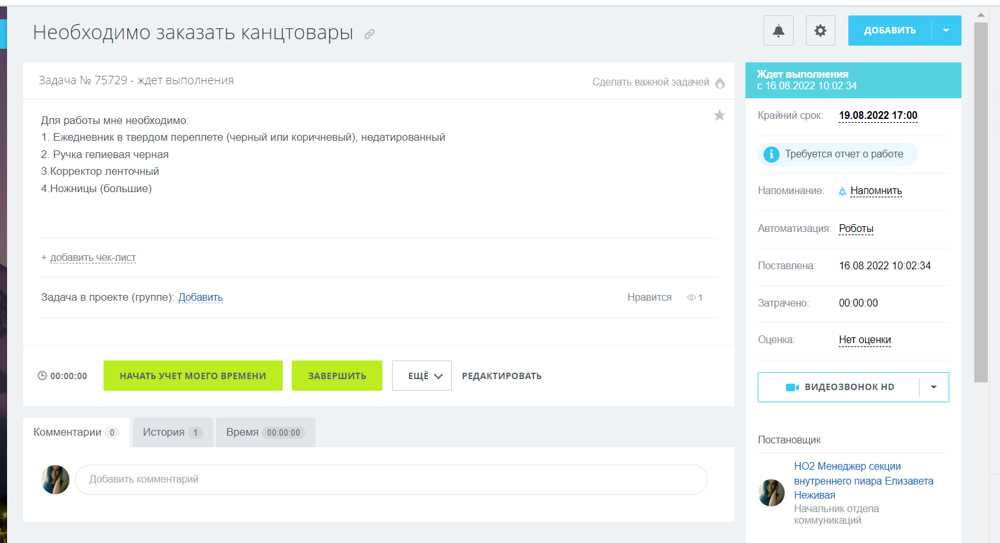 Необходимо заказать канцтовары
ДОБАВИТЬ
Задача № 75729 - ждет выполнения
Сделать важной задачей
Для работы мне необходимо:
1. Ежедневник в твердом переплете (черный или коричневый), недатированный
2. Ручка гелиевая черная
3.Корректор ленточный
4.Ножницы (большие)
+ добавить чек-лист
Задача в проекте (группе): Добавить
Нравится 1
00:00:00 НАЧАТЬ УЧЕТ МОЕГО ВРЕМЕНИ ЗАВЕРШИТЬ ЕЩЁ РЕДАКТИРОВАТЬ
Комментарии 0 История 1 Время 00:00:00
Добавить комментарий
Ждет выполнения
с 16.08.2022 10:02:34
Крайний срок: 19.08.2022 17:00
Требуется отчет о работе
Напоминание: Напомнить
Автоматизация: Роботы
Поставлена: 16.08.2022 10:02:34
Затрачено: 00:00:00
Оценка: Нет оценки
ВИДЕОЗВОНОК HD
Постановщик
НО2 Менеджер секции
внутреннего пиара Елизавета
Неживая
Начальник отдела
коммуникаций